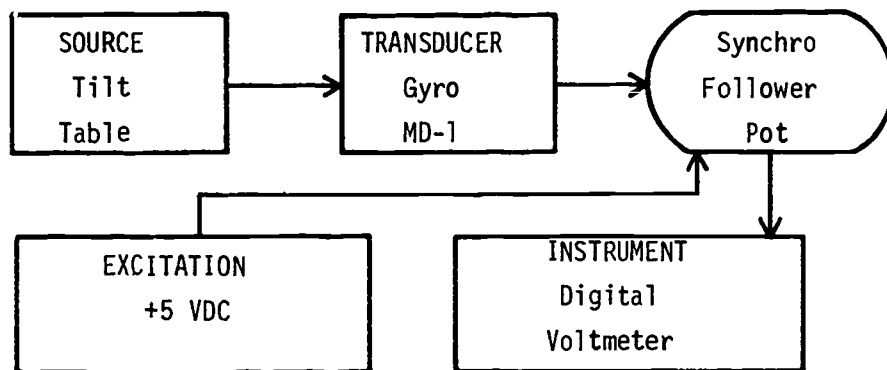 SOURCE
Tilt
Table
TRANSDUCER
Gyro
MD-1
Synchro
Follower
Pot
EXCITATION
+5 VDC
INSTRUMENT
Digital
Voltmeter